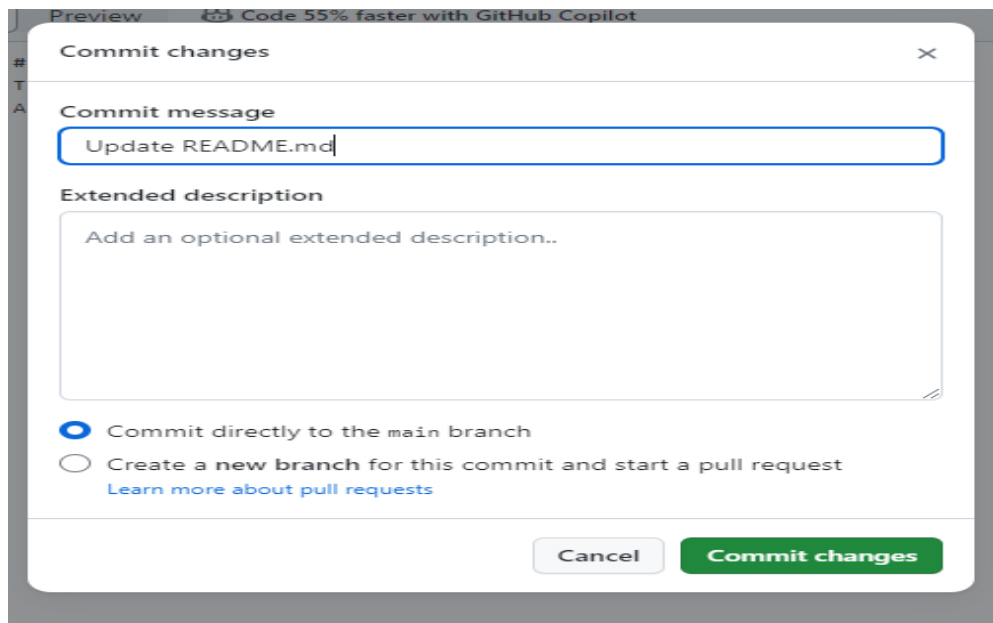 Preview
Code 55% faster with GitHub Copilot
#
T
A
Commit changes
Commit message
Update README.md
Extended description
Add an optional extended description..
Commit directly to the main branch
Create a new branch for this commit and start a pull request
Learn more about pull requests
Cancel
Commit changes